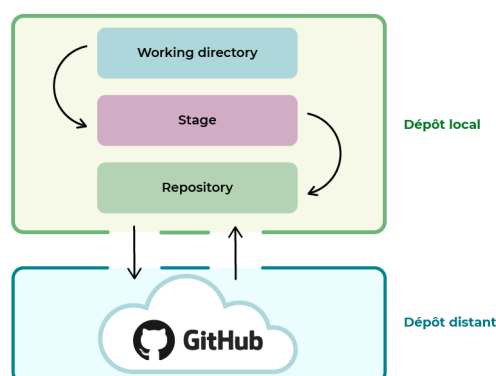 Working directory
Stage
Dépôt local
Repository
GitHub
Dépôt distant